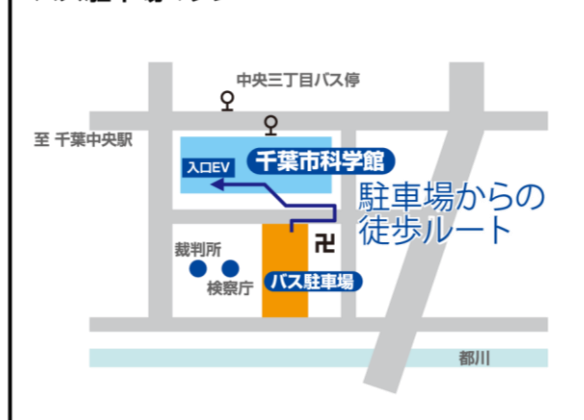 中央三丁目バス停
至 千葉中央駅
入口EV
千葉市科学館
駐車場からの
徒歩ルート
卍
裁判所
検察庁
バス駐車場
都川